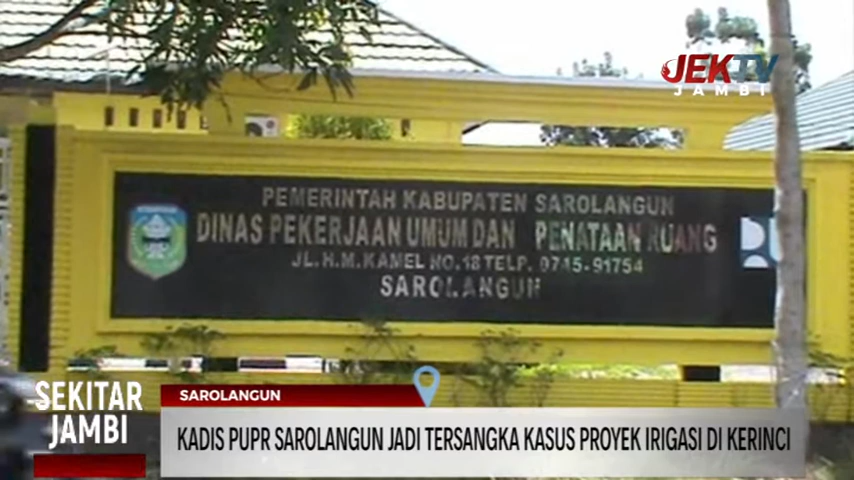 JEKTV
JAMBI
PEMERINTAH KABUPATEN SAROLANGUN
DINAS PEKERJAAN UMUM DAN PENATAAN RUANG
JL. H.M. KAMEL NO.18 TELP. 0745-91754
SAROLANGUN
SEKITAR
JAMBI
SAROLANGUN
KADIS PUPR SAROLANGUN JADI TERSANGKA KASUS PROYEK IRIGASI DI KERINCI